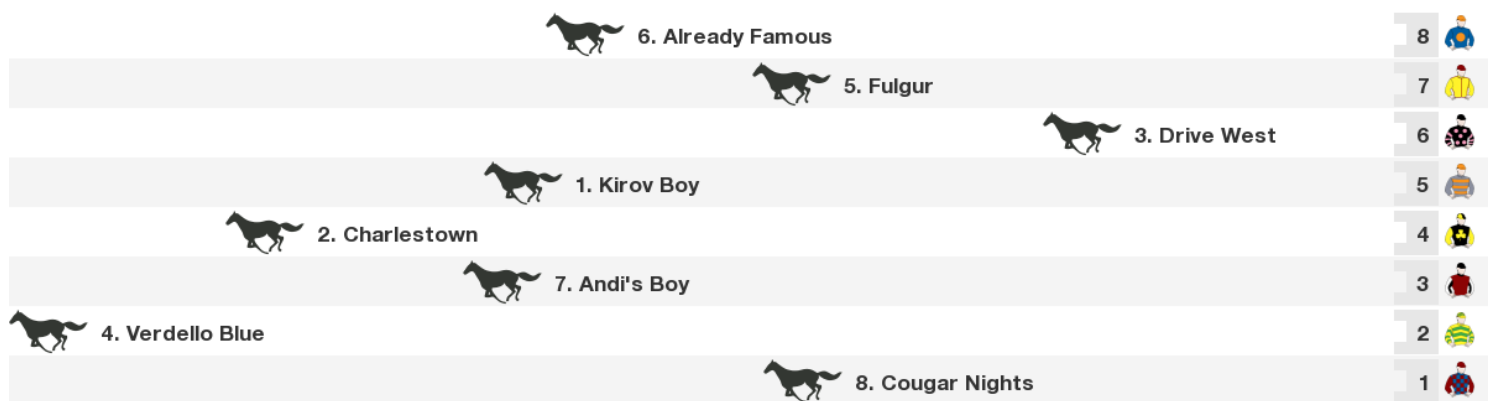 6. Already Famous 8
5. Fulgur 7
3. Drive West 6
1. Kirov Boy 5
2. Charlestown 4
7. Andi's Boy 3
4. Verdello Blue 2
8. Cougar Nights 1